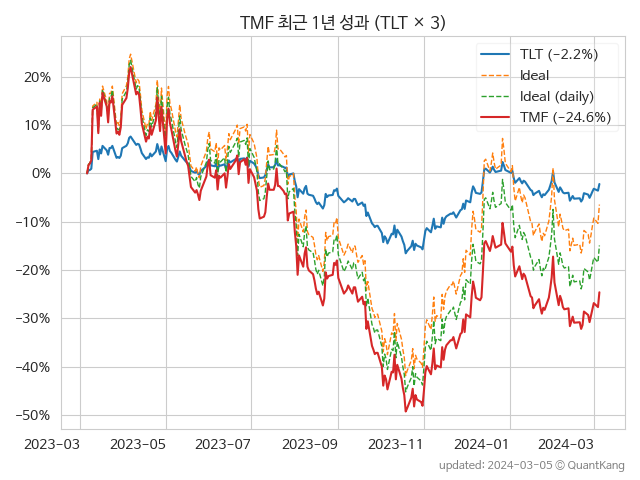 TMF 최근 1년 성과 (TLT × 3)
TLT (−2.2%)
Ideal
Ideal (daily)
TMF (−24.6%)
20%
10%
0%
−10%
−20%
−30%
−40%
−50%
2023−03
2023−05
2023−07
2023−09
2023−11
2024−01
2024−03
updated: 2024-03-05 © QuantKang